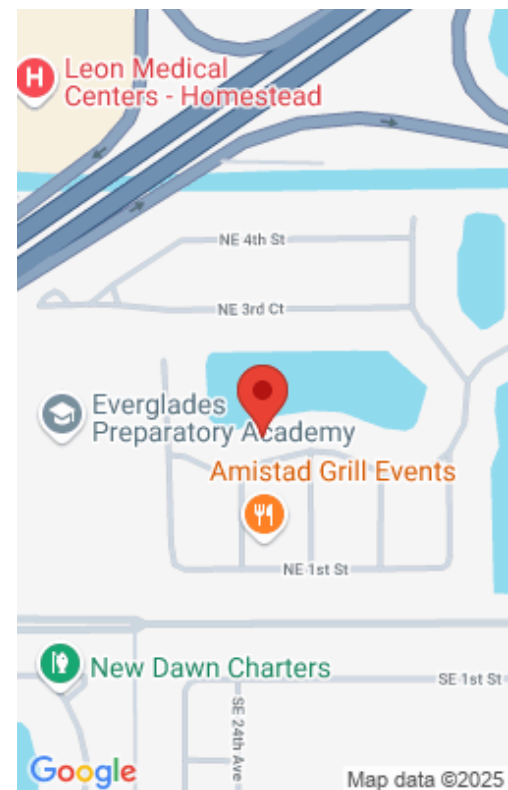 H
Leon Medical
Centers - Homestead
NE 4th St
NE 3rd Ct
Everglades
Preparatory Academy
Amistad Grill Events
NE 1st St
New Dawn Charters
SE 1st St
SE 24th Ave
Google
Map data ©2025